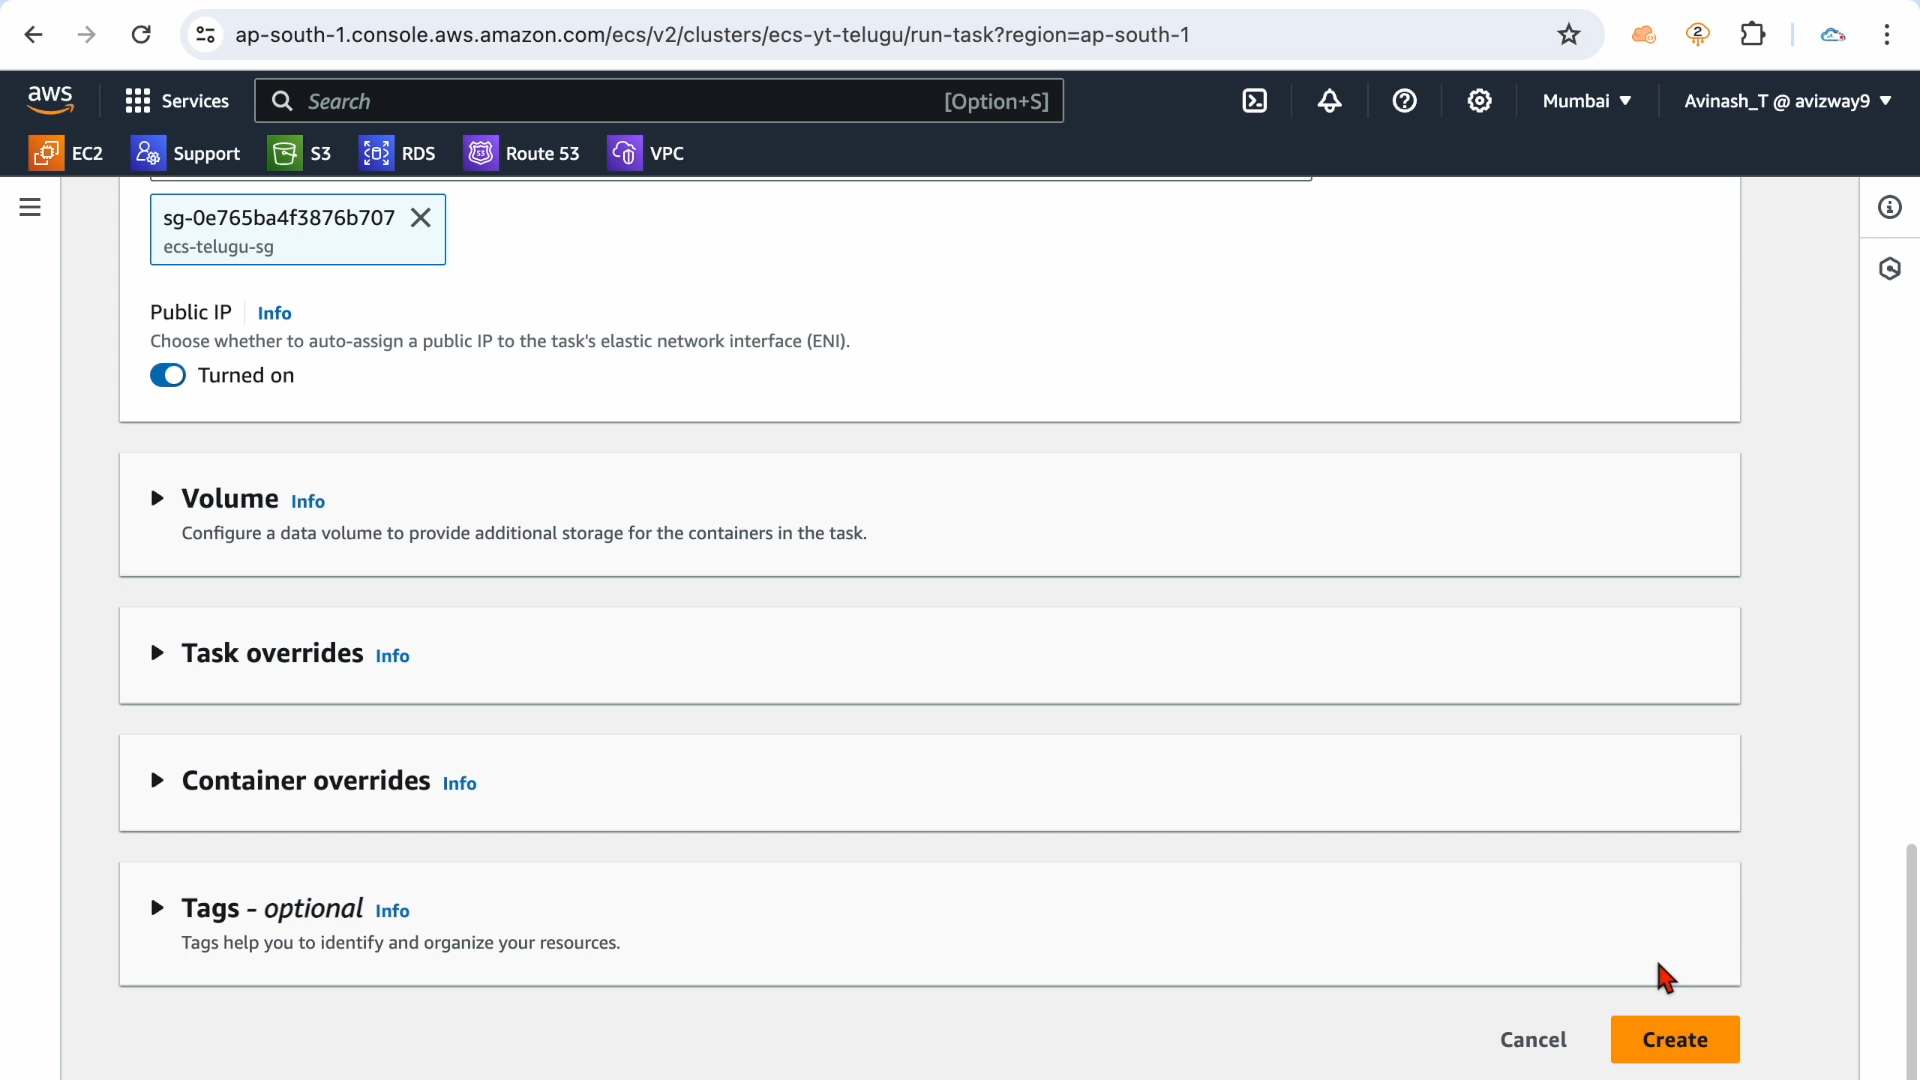 ap-south-1.console.aws.amazon.com/ecs/v2/clusters/ecs-yt-telugu/run-task?region=ap-south-1
2
aws
Services
Search
[Option+S]
Mumbai
Avinash_T @ avizway9
EC2
Support
S3
RDS
Route 53
VPC
sg-0e765ba4f3876b707
ecs-telugu-sg
Public IP Info
Choose whether to auto-assign a public IP to the task's elastic network interface (ENI).
Turned on
Volume Info
Configure a data volume to provide additional storage for the containers in the task.
Task overrides Info
Container overrides Info
Tags - optional Info
Tags help you to identify and organize your resources.
Cancel
Create